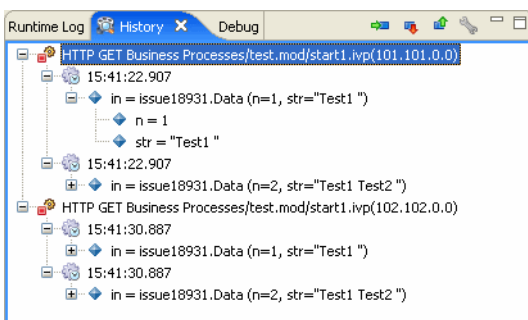 Runtime Log History Debug
HTTP GET Business Processes/test.mod/start1.ivp(101.101.0.0)
15:41:22.907
in = issue18931.Data (n=1, str="Test1 ")
n = 1
str = "Test1 "
15:41:22.907
in = issue18931.Data (n=2, str="Test1 Test2 ")
HTTP GET Business Processes/test.mod/start1.ivp(102.102.0.0)
15:41:30.887
in = issue18931.Data (n=1, str="Test1 ")
15:41:30.887
in = issue18931.Data (n=2, str="Test1 Test2 ")